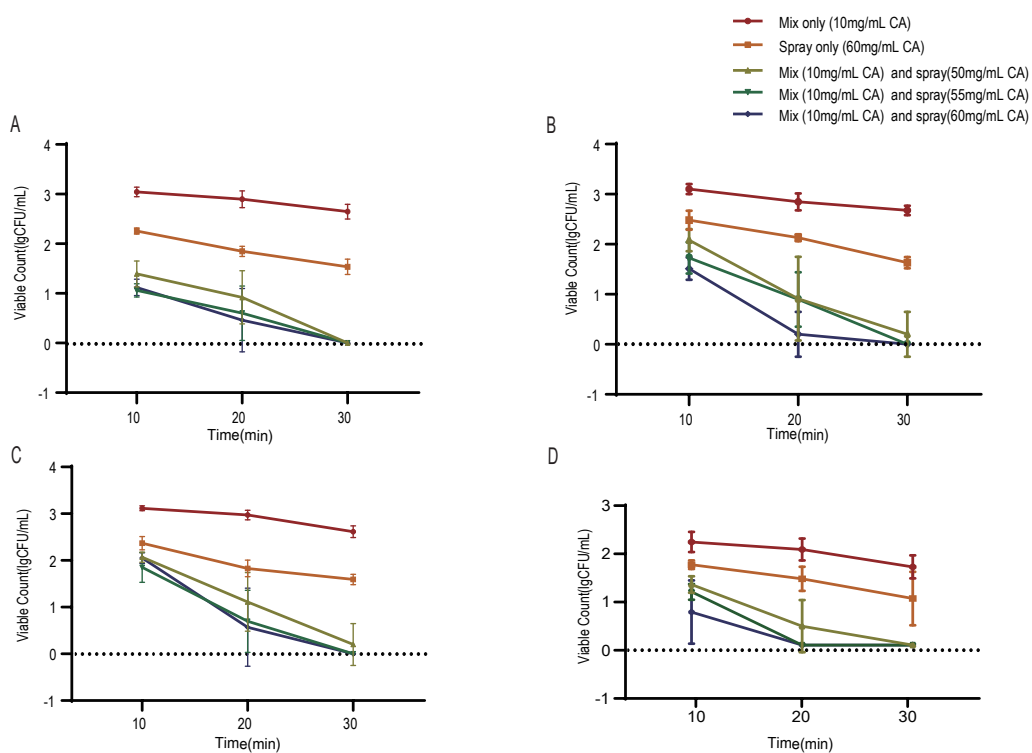 Mix only (10mg/mL CA)
Spray only (60mg/mL CA)
Mix (10mg/mL CA) and spray(50mg/mL CA)
Mix (10mg/mL CA) and spray(55mg/mL CA)
Mix (10mg/mL CA) and spray(60mg/mL CA)
A
Viable Count(lgCFU/mL)
4
3
2
1
0
-1
10 20 30
Time(min)
B
Viable Count(lgCFU/mL)
4
3
2
1
0
-1
10 20 30
Time(min)
C
Viable Count(lgCFU/mL)
4
3
2
1
0
-1
10 20 30
Time(min)
D
Viable Count(lgCFU/mL)
3
2
1
0
-1
10 20 30
Time(min)